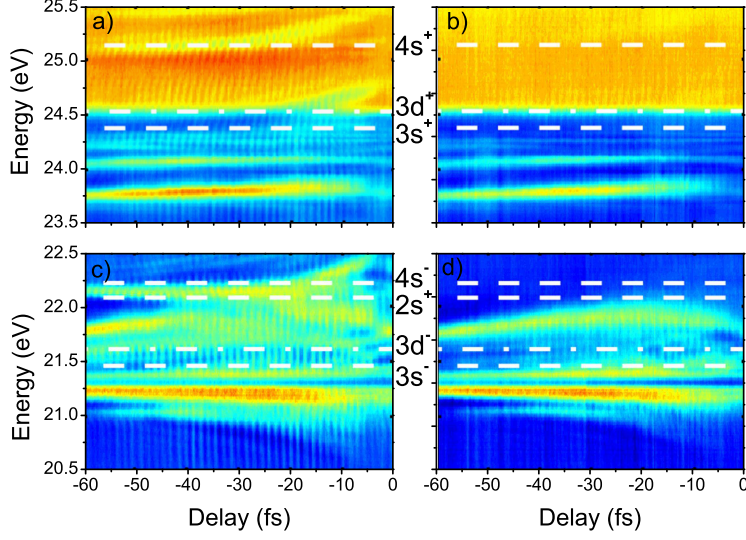 a)
b)
25.5
25.0
24.5
24.0
23.5
Energy (eV)
4s+
3d+
3s+
c)
d)
22.5
22.0
21.5
21.0
20.5
Energy (eV)
4s-
2s+
3d-
3s-
-60 -50 -40 -30 -20 -10 0
-60 -50 -40 -30 -20 -10 0
Delay (fs)
Delay (fs)